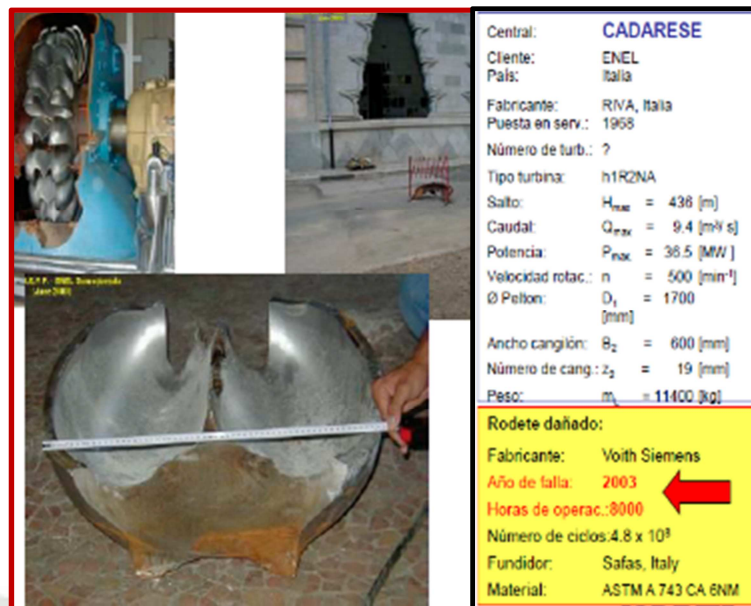 Central: CADARESE
Cliente: ENEL
País: Italia
Fabricante: RIVA, Italia
Puesta en serv.: 1968
Número de turb.: ?
Tipo turbina: h1R2NA
Salto: Hmax = 436 [m]
Caudal: Qmax = 9.4 [m³/ s]
Potencia: Pmax = 36.5 [MW ]
Velocidad rotac.: n = 500 [min⁻¹]
Ø Pelton: D₁ = 1700
[mm]
Ancho cangilón: B₂ = 600 [mm]
Número de cang.: z₂ = 19 [mm]
Peso: = 11400 [kg]
Rodete dañado:
Fabricante: Voith Siemens
Año de falla: 2003
Horas de operac.:8000
Número de ciclos:4.8 x 10⁸
Fundidor: Safas, Italy
Material: ASTM A 743 CA 6NM